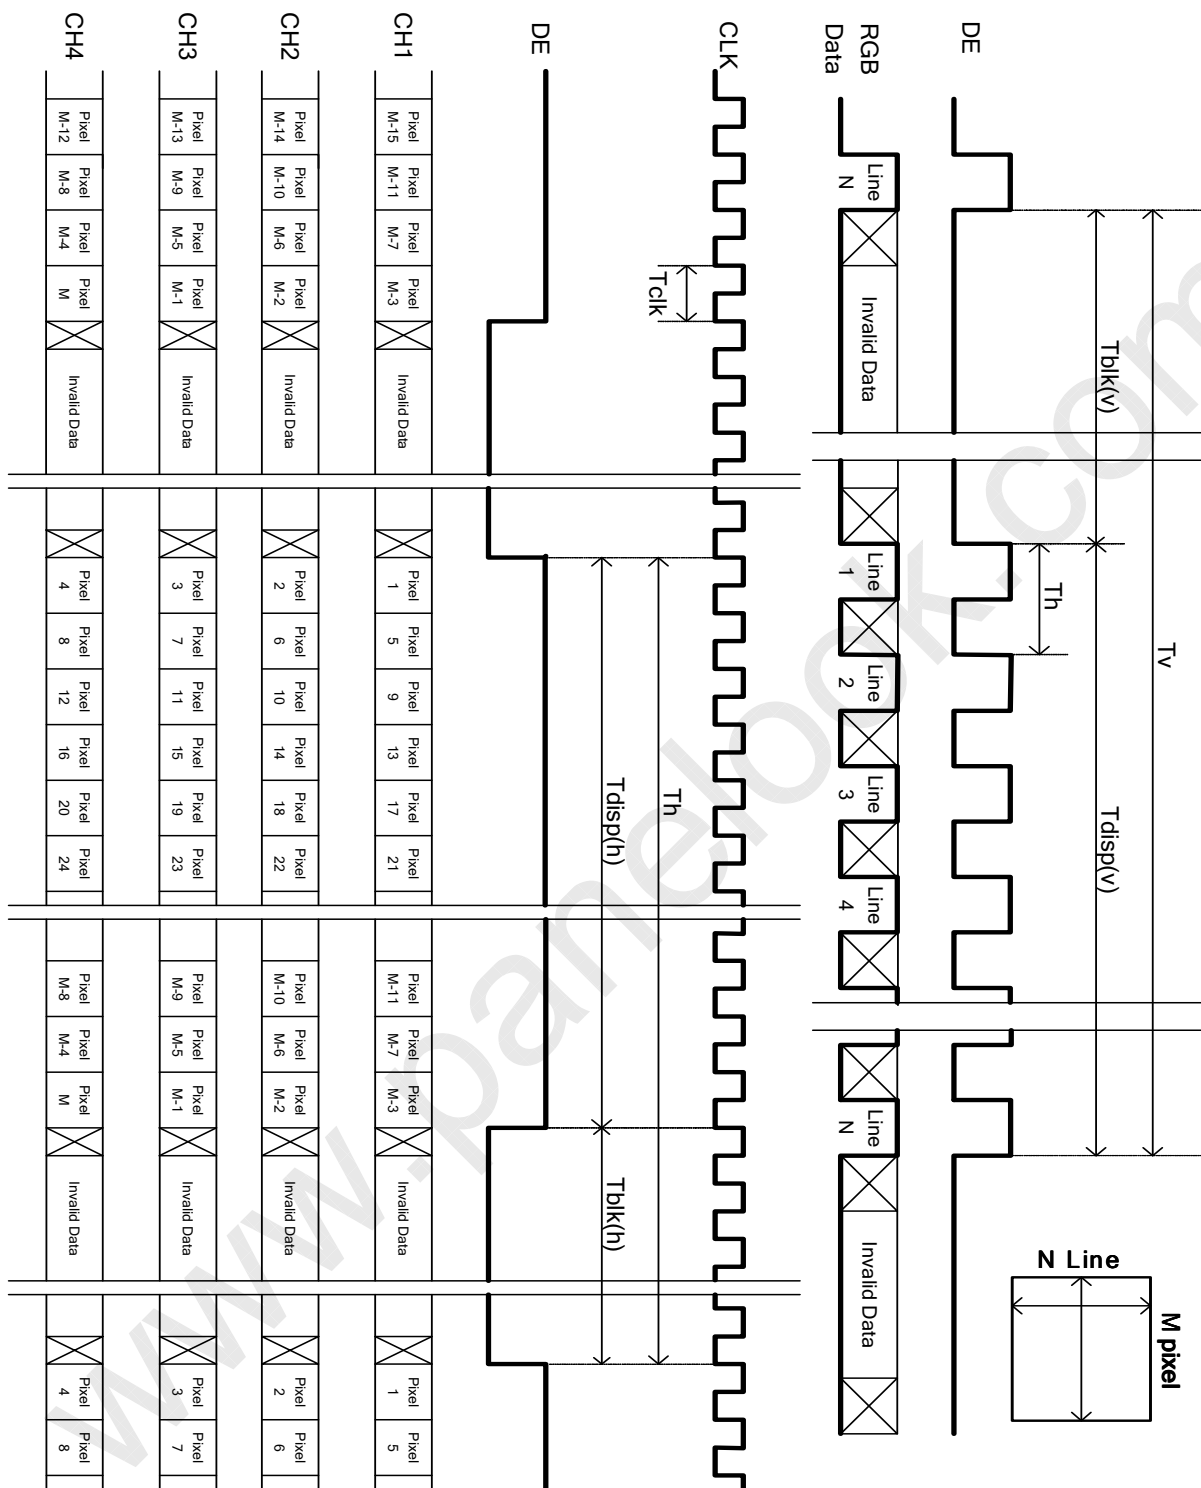 Tv
M pixel
N Line
Tblk(v) Tdisp(v)
Th
DE
RGB Line Line Line Line Line Line
Data N Invalid Data 1 2 3 4 N Invalid Data
CLK
Tclk
Th
Tdisp(h) Tblk(h)
DE
CH1 Pixel Pixel Pixel Pixel Invalid Data Pixel Pixel Pixel Pixel Pixel Pixel Pixel Pixel Pixel Invalid Data Pixel Pixel
M-15 M-11 M-7 M-3 1 5 9 13 17 21 M-11 M-7 M-3 1 5
CH2 Pixel Pixel Pixel Pixel Invalid Data Pixel Pixel Pixel Pixel Pixel Pixel Pixel Pixel Pixel Invalid Data Pixel Pixel
M-14 M-10 M-6 M-2 2 6 10 14 18 22 M-10 M-6 M-2 2 6
CH3 Pixel Pixel Pixel Pixel Invalid Data Pixel Pixel Pixel Pixel Pixel Pixel Pixel Pixel Pixel Invalid Data Pixel Pixel
M-13 M-9 M-5 M-1 3 7 11 15 19 23 M-9 M-5 M-1 3 7
CH4 Pixel Pixel Pixel Pixel Invalid Data Pixel Pixel Pixel Pixel Pixel Pixel Pixel Pixel Pixel Invalid Data Pixel Pixel
M-12 M-8 M-4 M 4 8 12 16 20 24 M-8 M-4 M 4 8
www.panelook.com